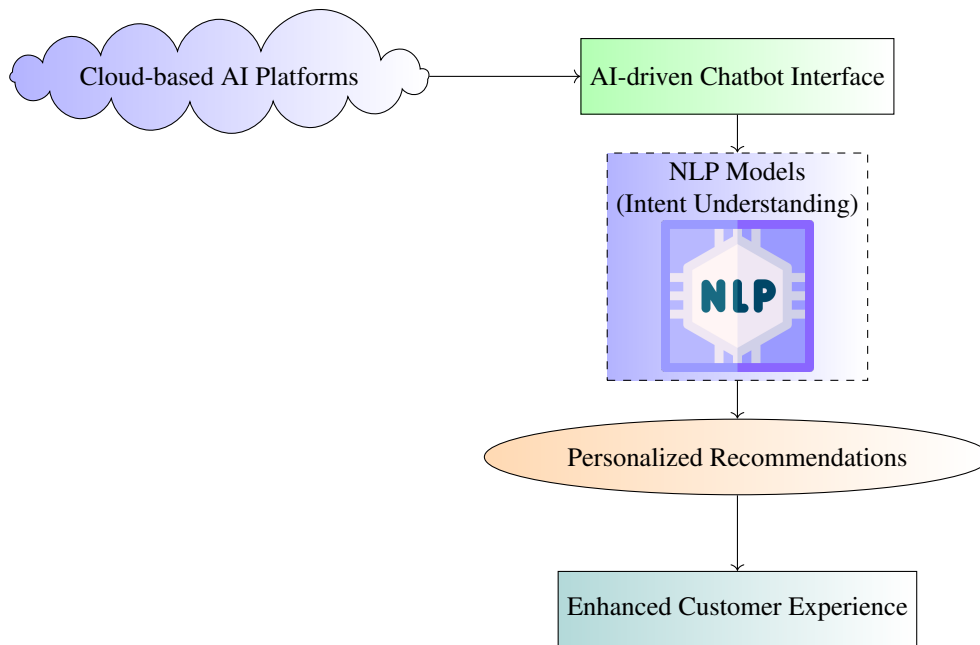 Cloud-based AI Platforms
AI-driven Chatbot Interface
NLP Models
(Intent Understanding)
NLP
Personalized Recommendations
Enhanced Customer Experience